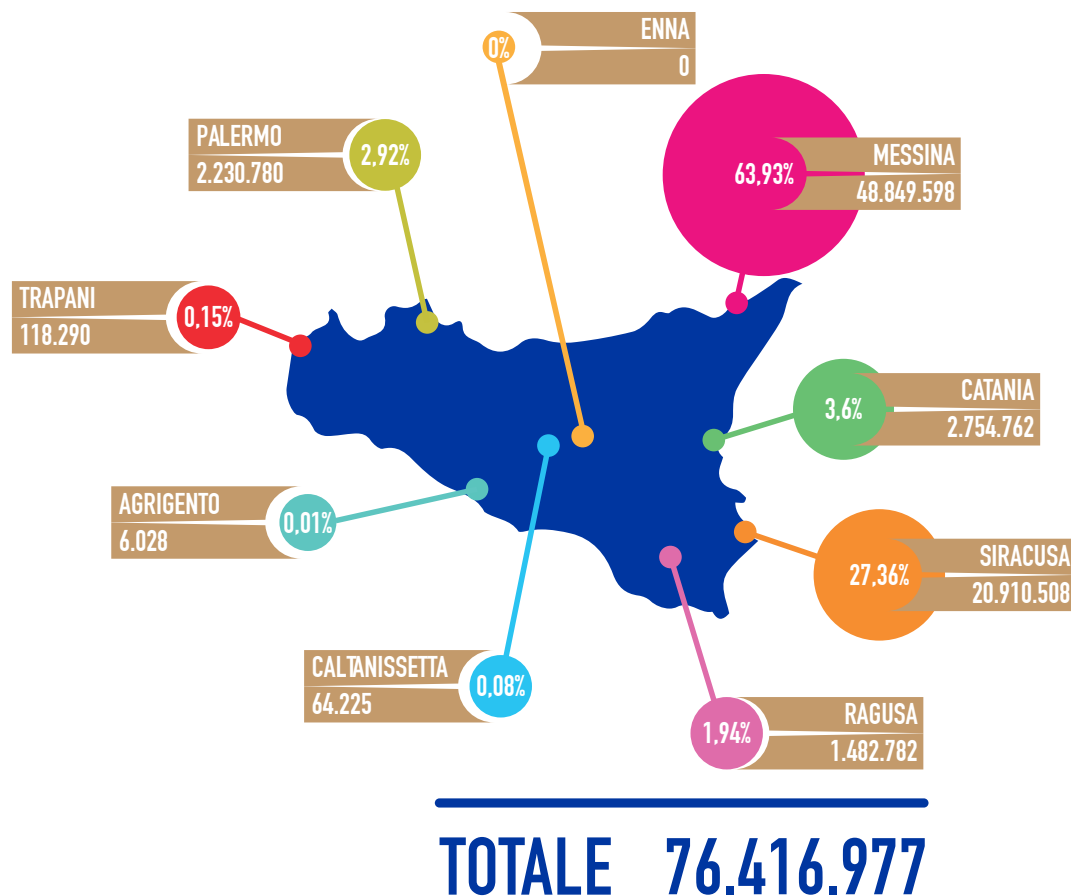 ENNA
0%
0
PALERMO
2,92%
2.230.780
MESSINA
63,93%
48.849.598
TRAPANI
0,15%
118.290
CATANIA
3,6%
2.754.762
AGRIGENTO
0,01%
6.028
SIRACUSA
27,36%
20.910.508
CALTANISSETTA
0,08%
64.225
RAGUSA
1,94%
1.482.782
TOTALE 76.416.977